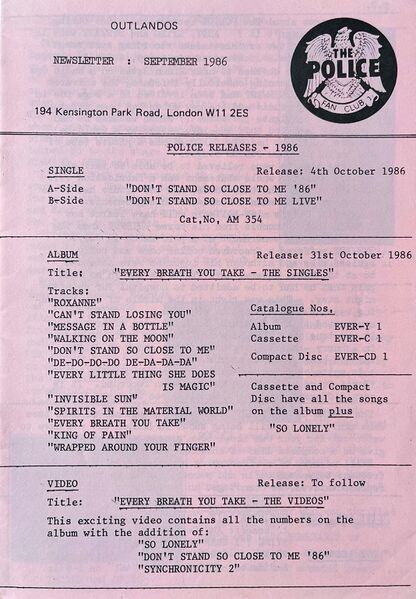 OUTLANDOS
NEWSLETTER : SEPTEMBER 1986
THE
POLICE
FAN CLUB
194 Kensington Park Road, London W11 2ES
POLICE RELEASES - 1986
SINGLE Release: 4th October 1986
A-Side "DON'T STAND SO CLOSE TO ME '86"
B-Side "DON'T STAND SO CLOSE TO ME LIVE"
Cat,No, AM 354
ALBUM Release: 31st October 1986
Title: "EVERY BREATH YOU TAKE - THE SINGLES"
Tracks:
"ROXANNE"
"CAN'T STAND LOSING YOU"
"MESSAGE IN A BOTTLE"
"WALKING ON THE MOON"
"DON'T STAND SO CLOSE TO ME"
"DE-DO-DO-DO DE-DA-DA-DA"
"EVERY LITTLE THING SHE DOES
IS MAGIC"
"INVISIBLE SUN"
"SPIRITS IN THE MATERIAL WORLD"
"EVERY BREATH YOU TAKE"
"KING OF PAIN"
"WRAPPED AROUND YOUR FINGER"
Catalogue Nos,
Album EVER-Y 1
Cassette EVER-C 1
Compact Disc EVER-CD 1
Cassette and Compact
Disc have all the songs
on the album plus
"SO LONELY"
VIDEO Release: To follow
Title: "EVERY BREATH YOU TAKE - THE VIDEOS"
This exciting video contains all the numbers on the
album with the addition of:
"SO LONELY"
"DON'T STAND SO CLOSE TO ME '86"
"SYNCHRONICITY 2"